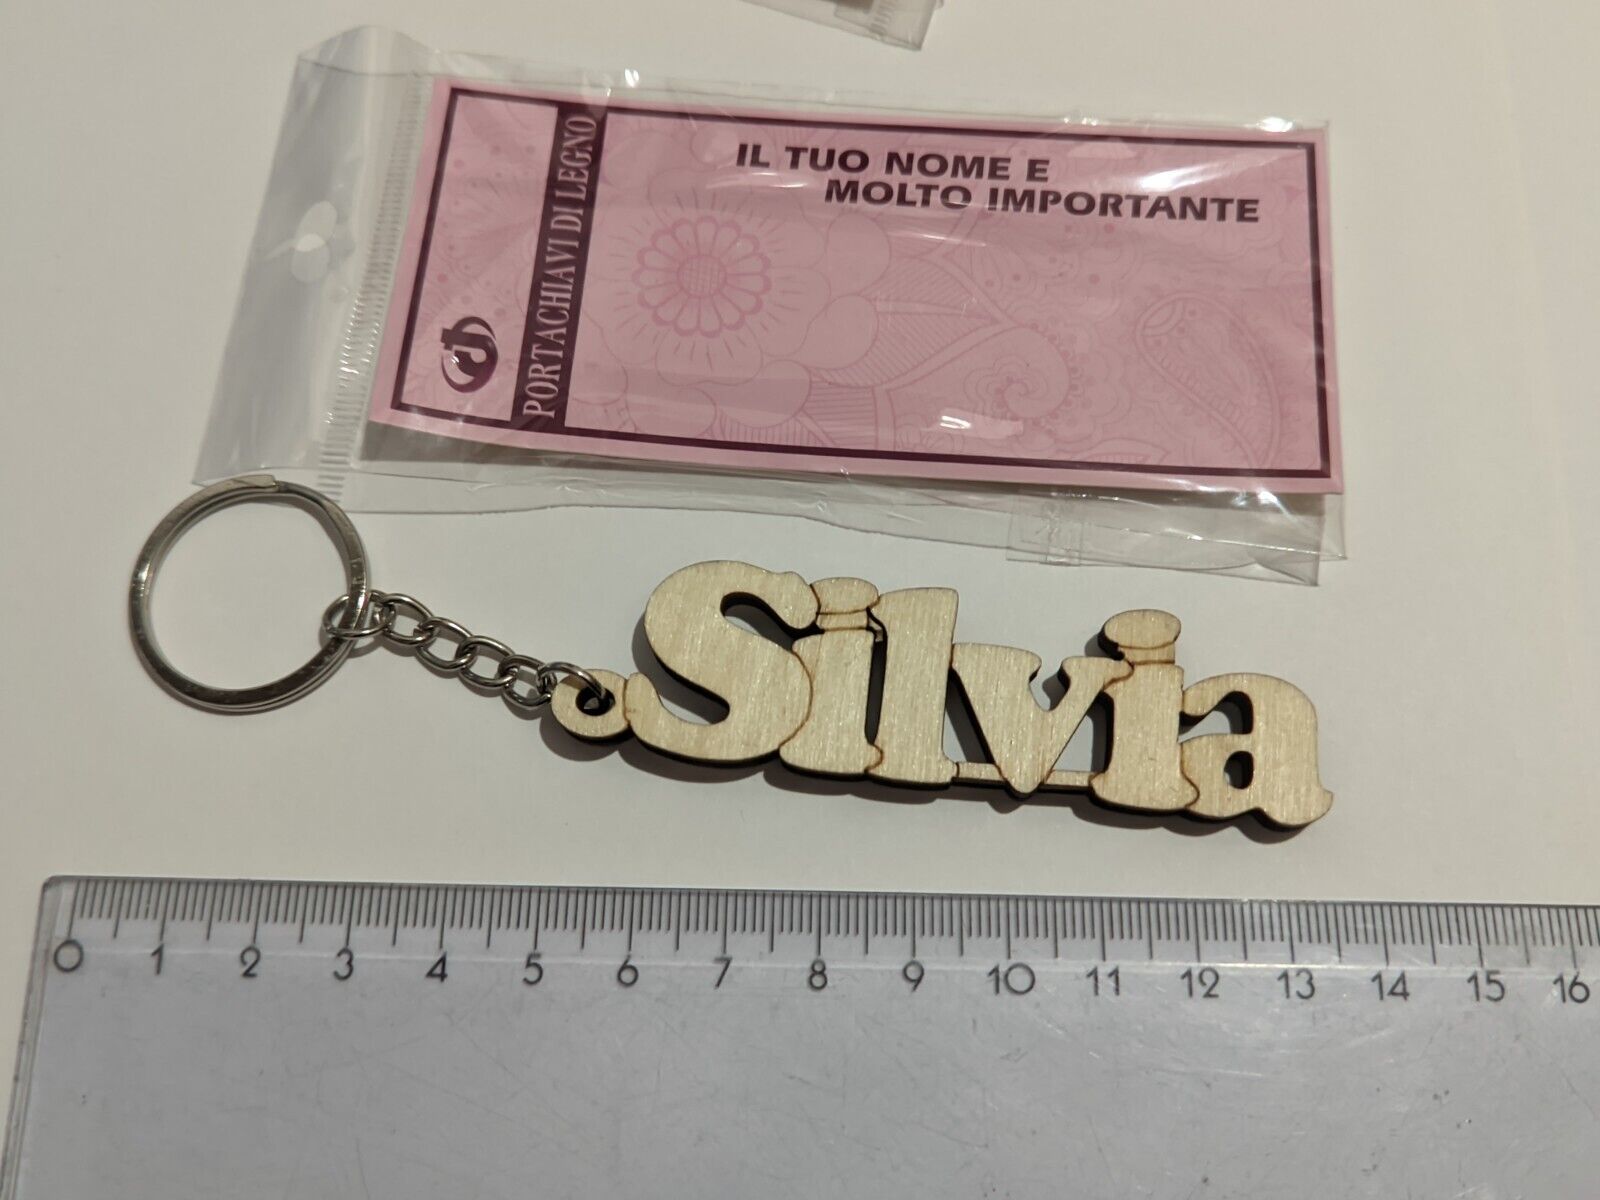 IL TUO NOME E
MOLTO IMPORTANTE
PORTACHIAVI DI LEGNO
Silvia
0 1 2 3 4 5 6 7 8 9 10 11 12 13 14 15 16